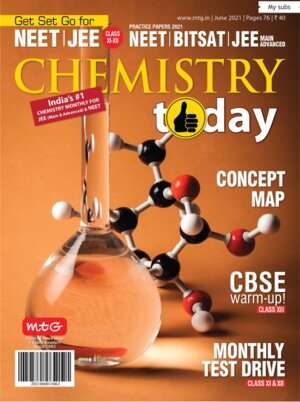 My subs
Get Set Go for
NEET | JEE CLASS XI-XII
www.mtg.in | June 2021 | Pages 76 | ₹ 40
PRACTICE PAPERS 2021
NEET | BITSAT | JEE MAIN ADVANCED
CHEMISTRY
t day
India's #1
CHEMISTRY MONTHLY FOR
JEE (Main & Advanced) & NEET
CONCEPT
MAP
CBSE
warm-up!
CLASS XII
MONTHLY
TEST DRIVE
CLASS XI & XII
mtG